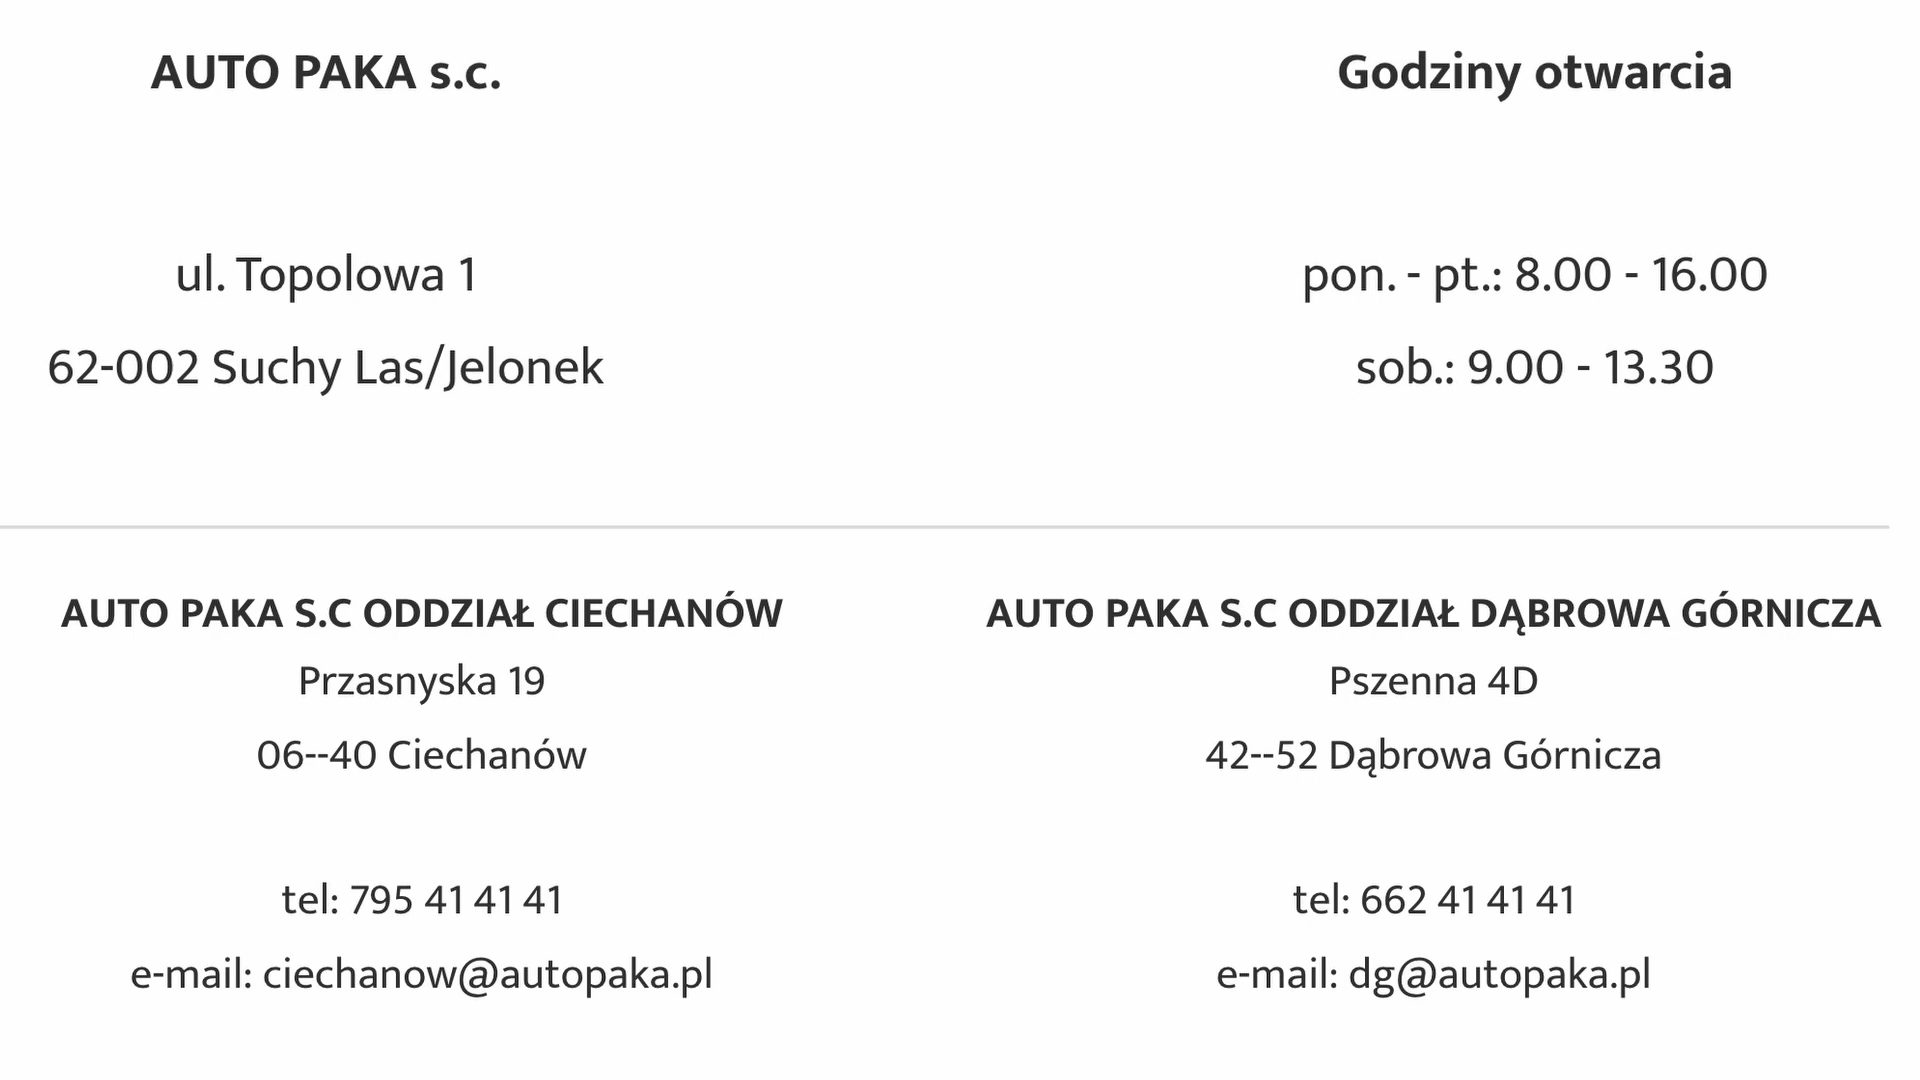 AUTO PAKA s.c.
ul. Topolowa 1
62-002 Suchy Las/Jelonek
Godziny otwarcia
pon. - pt.: 8.00 - 16.00
sob.: 9.00 - 13.30
AUTO PAKA S.C ODDZIAŁ CIECHANÓW
Przasnyska 19
06--40 Ciechanów
tel: 795 41 41 41
e-mail: ciechanow@autopaka.pl
AUTO PAKA S.C ODDZIAŁ DĄBROWA GÓRNICZA
Pszenna 4D
42--52 Dąbrowa Górnicza
tel: 662 41 41 41
e-mail: dg@autopaka.pl